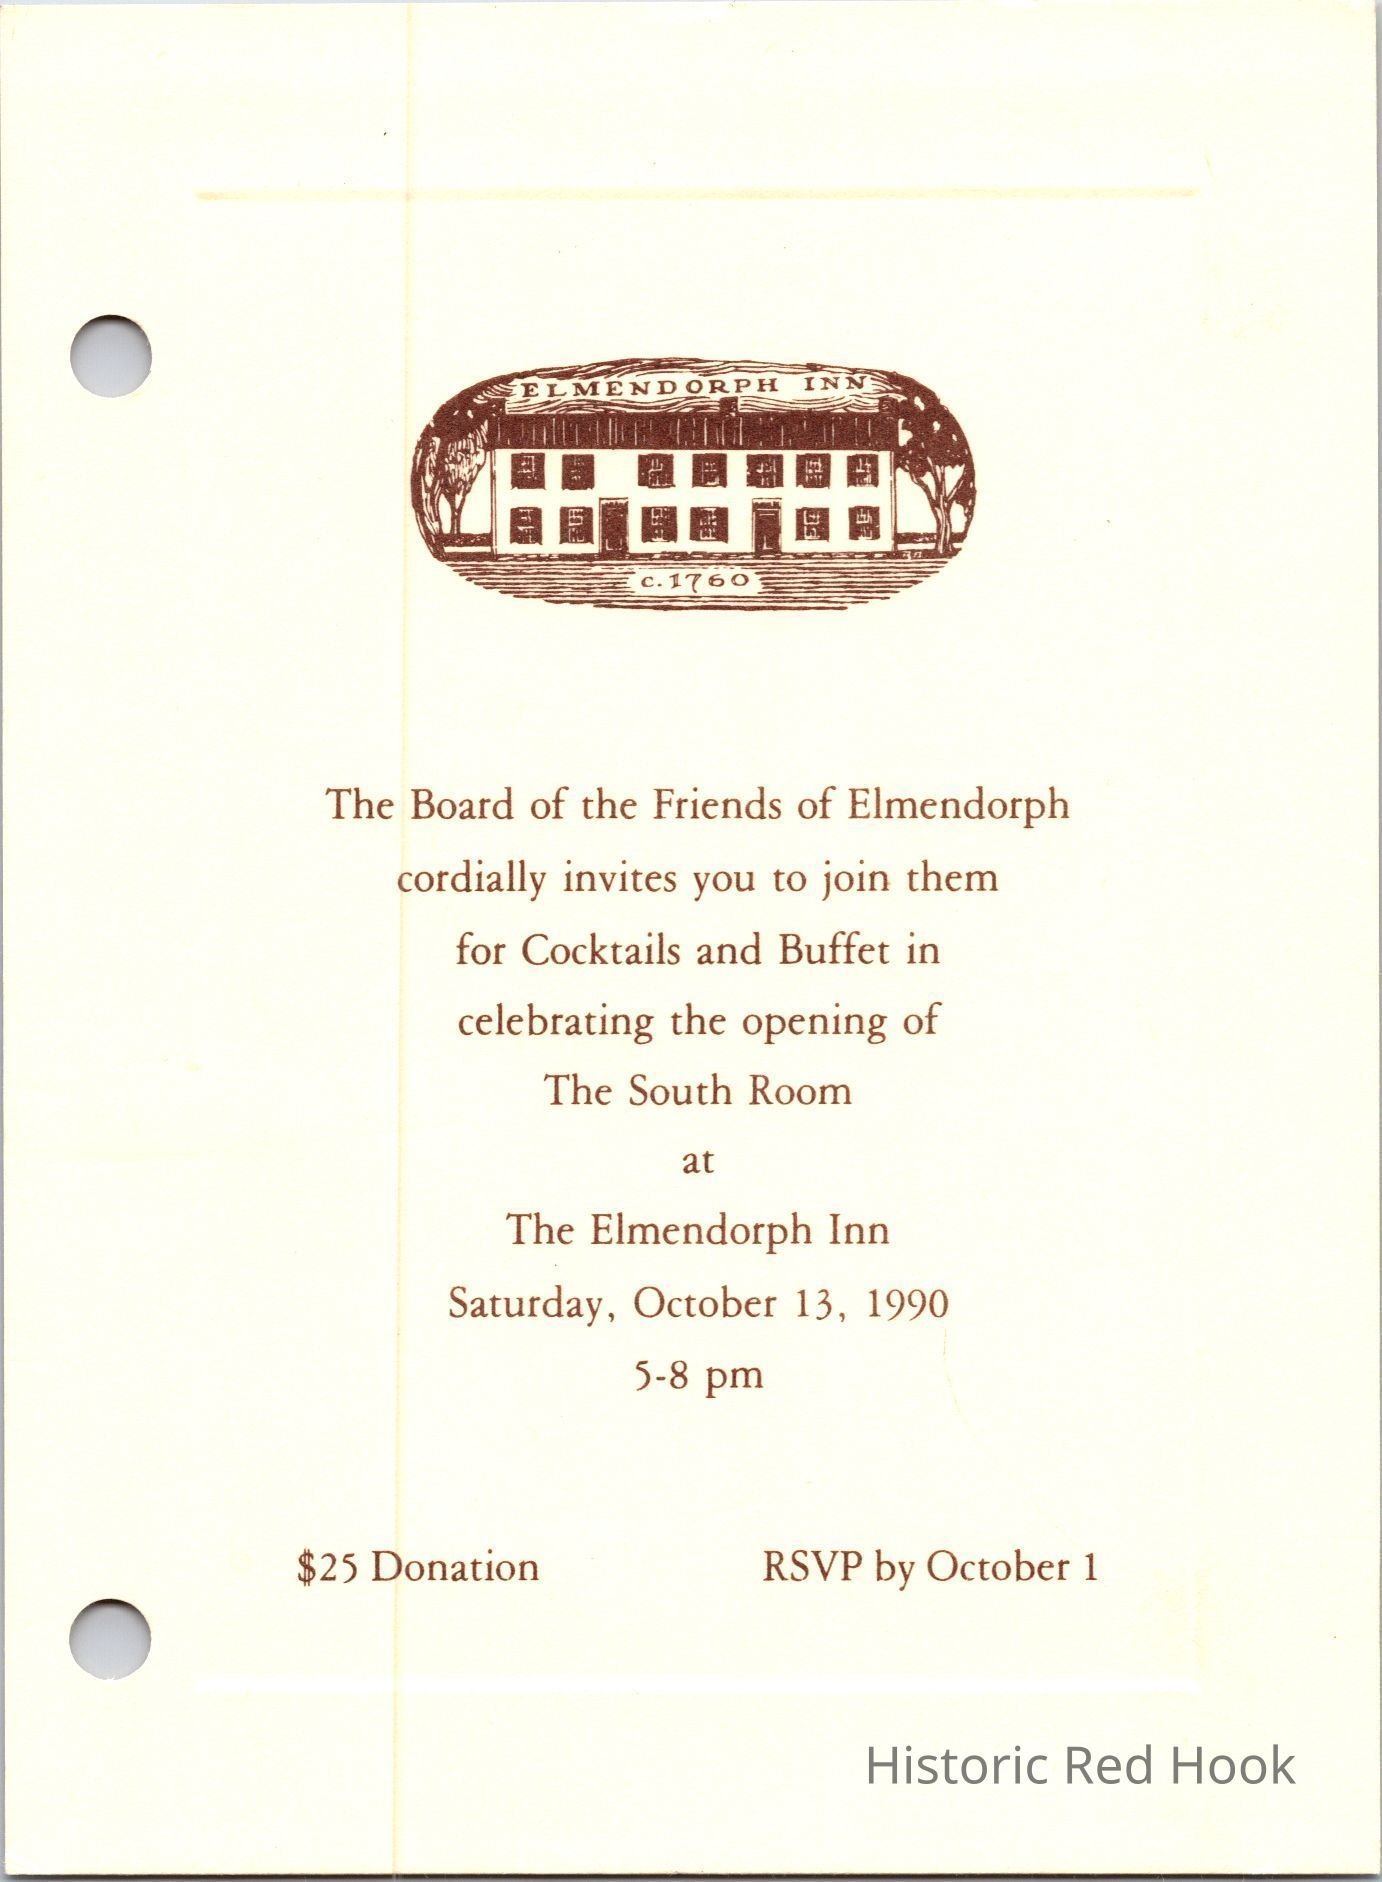 ELMENDORPH INN
c. 1760
The Board of the Friends of Elmendorph
cordially invites you to join them
for Cocktails and Buffet in
celebrating the opening of
The South Room
at
The Elmendorph Inn
Saturday, October 13, 1990
5-8 pm
$25 Donation
RSVP by October 1
Historic Red Hook